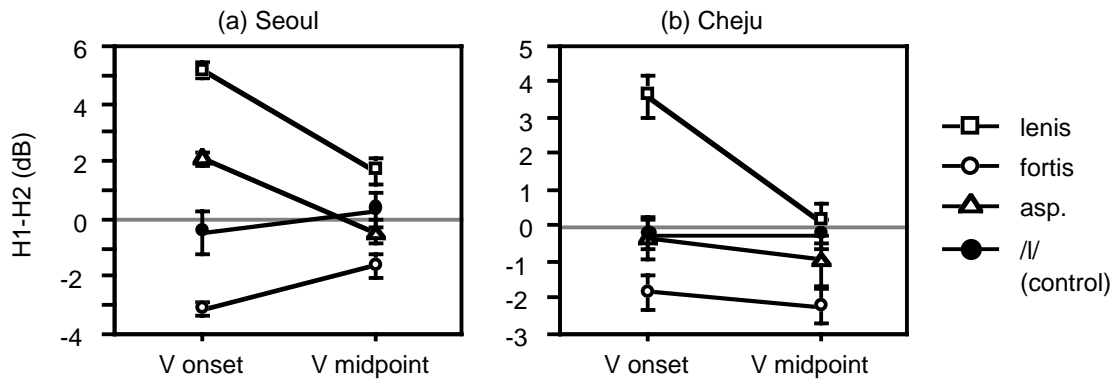 (a) Seoul
(b) Cheju
H1-H2 (dB)
6
4
2
0
-2
-4
V onset
V midpoint
5
4
3
2
1
0
-1
-2
-3
V onset
V midpoint
lenis
fortis
asp.
/l/
(control)